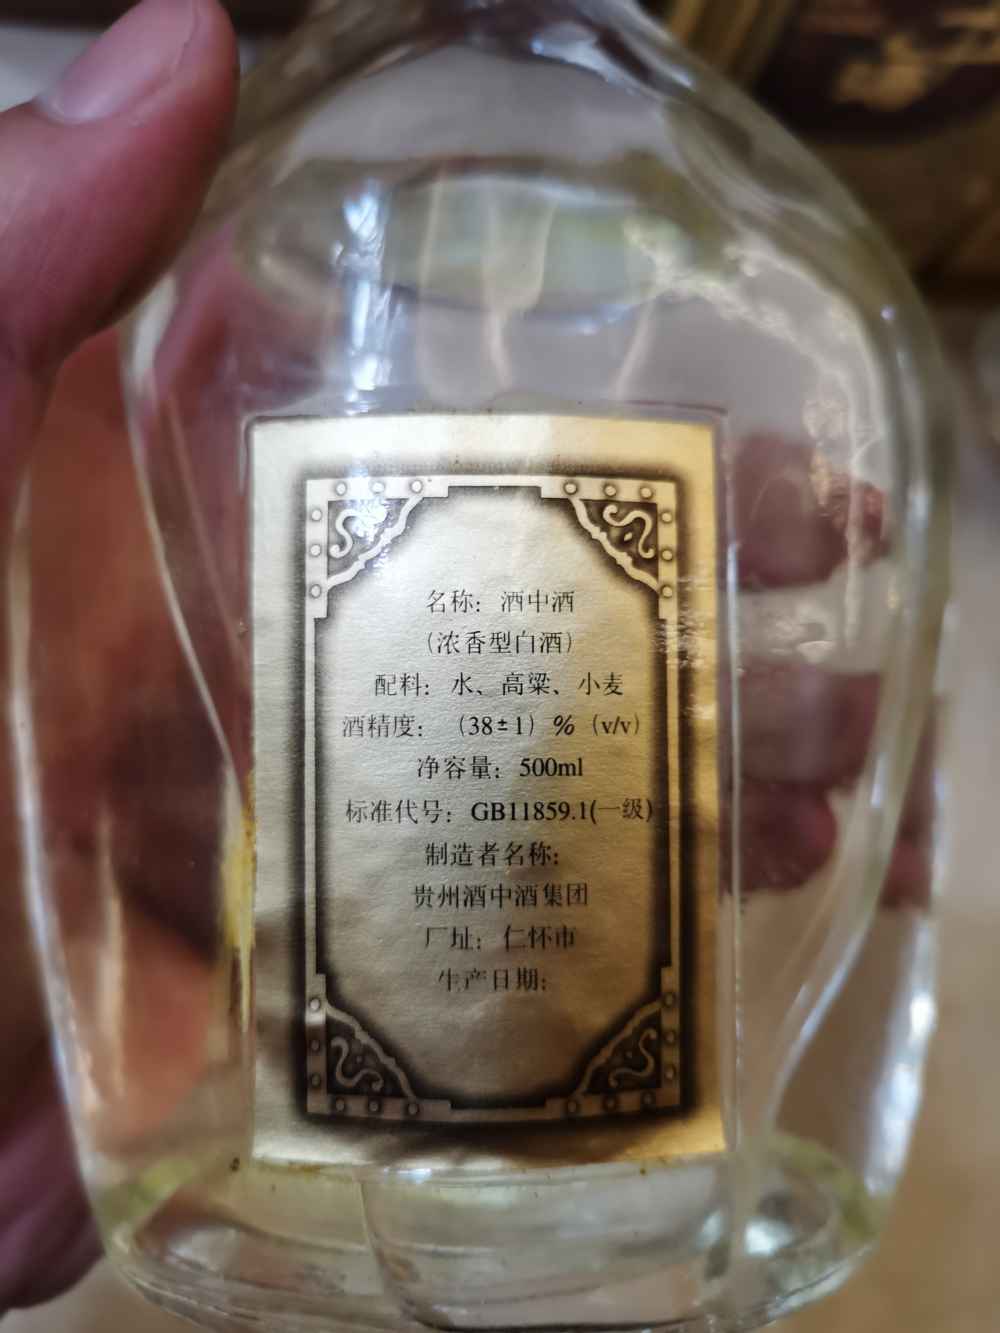 名称：酒中酒
（浓香型白酒）
配料：水、高粱、小麦
酒精度：（38±1）%（v/v）
净容量：500ml
标准代号：GB11859.1(一级)
制造者名称：
贵州酒中酒集团
厂址：仁怀市
生产日期：